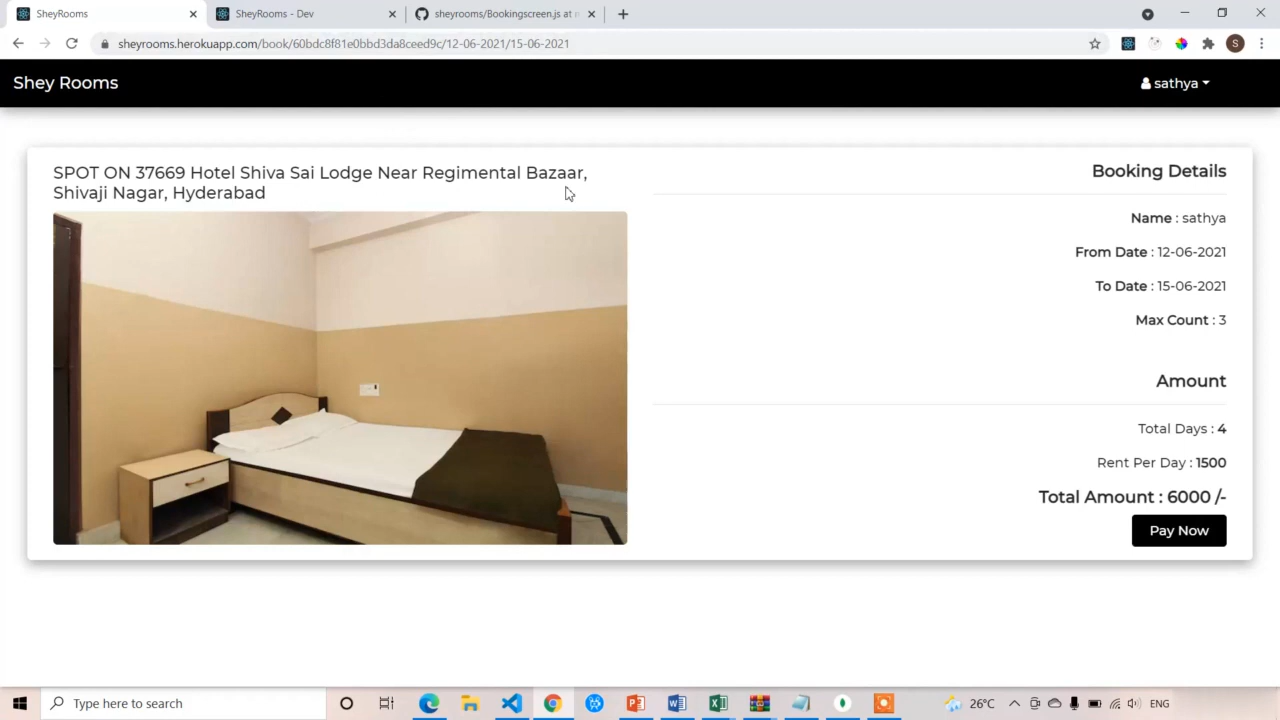 SheyRooms
SheyRooms - Dev
sheyrooms/Bookingscreen.js at m
sheyrooms.herokuapp.com/book/60bdc8f81e0bbd3da8ceed9c/12-06-2021/15-06-2021
S
Shey Rooms
sathya
SPOT ON 37669 Hotel Shiva Sai Lodge Near Regimental Bazaar,
Shivaji Nagar, Hyderabad
Booking Details
Name : sathya
From Date : 12-06-2021
To Date : 15-06-2021
Max Count : 3
Amount
Total Days : 4
Rent Per Day : 1500
Total Amount : 6000 /-
Pay Now
Type here to search
26°C
ENG